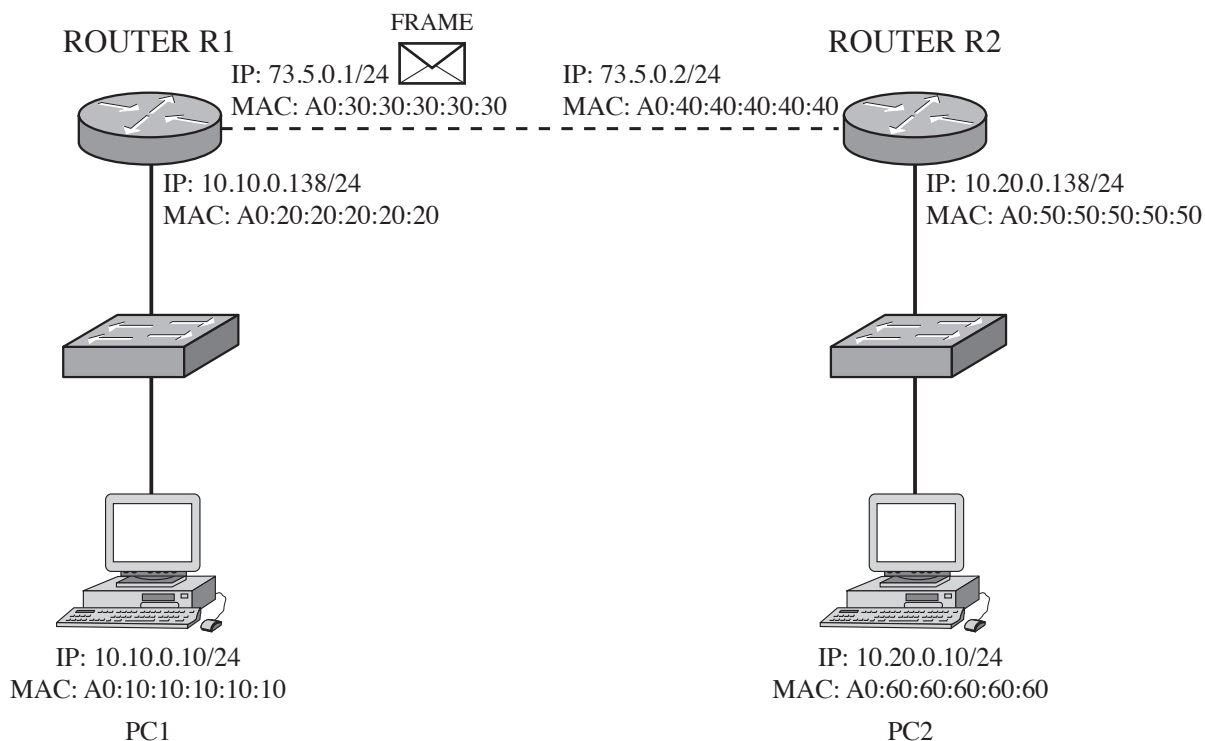 FRAME
ROUTER R1
ROUTER R2
IP: 73.5.0.1/24
MAC: A0:30:30:30:30:30
IP: 73.5.0.2/24
MAC: A0:40:40:40:40:40
IP: 10.10.0.138/24
MAC: A0:20:20:20:20:20
IP: 10.20.0.138/24
MAC: A0:50:50:50:50:50
IP: 10.10.0.10/24
MAC: A0:10:10:10:10:10
PC1
IP: 10.20.0.10/24
MAC: A0:60:60:60:60:60
PC2